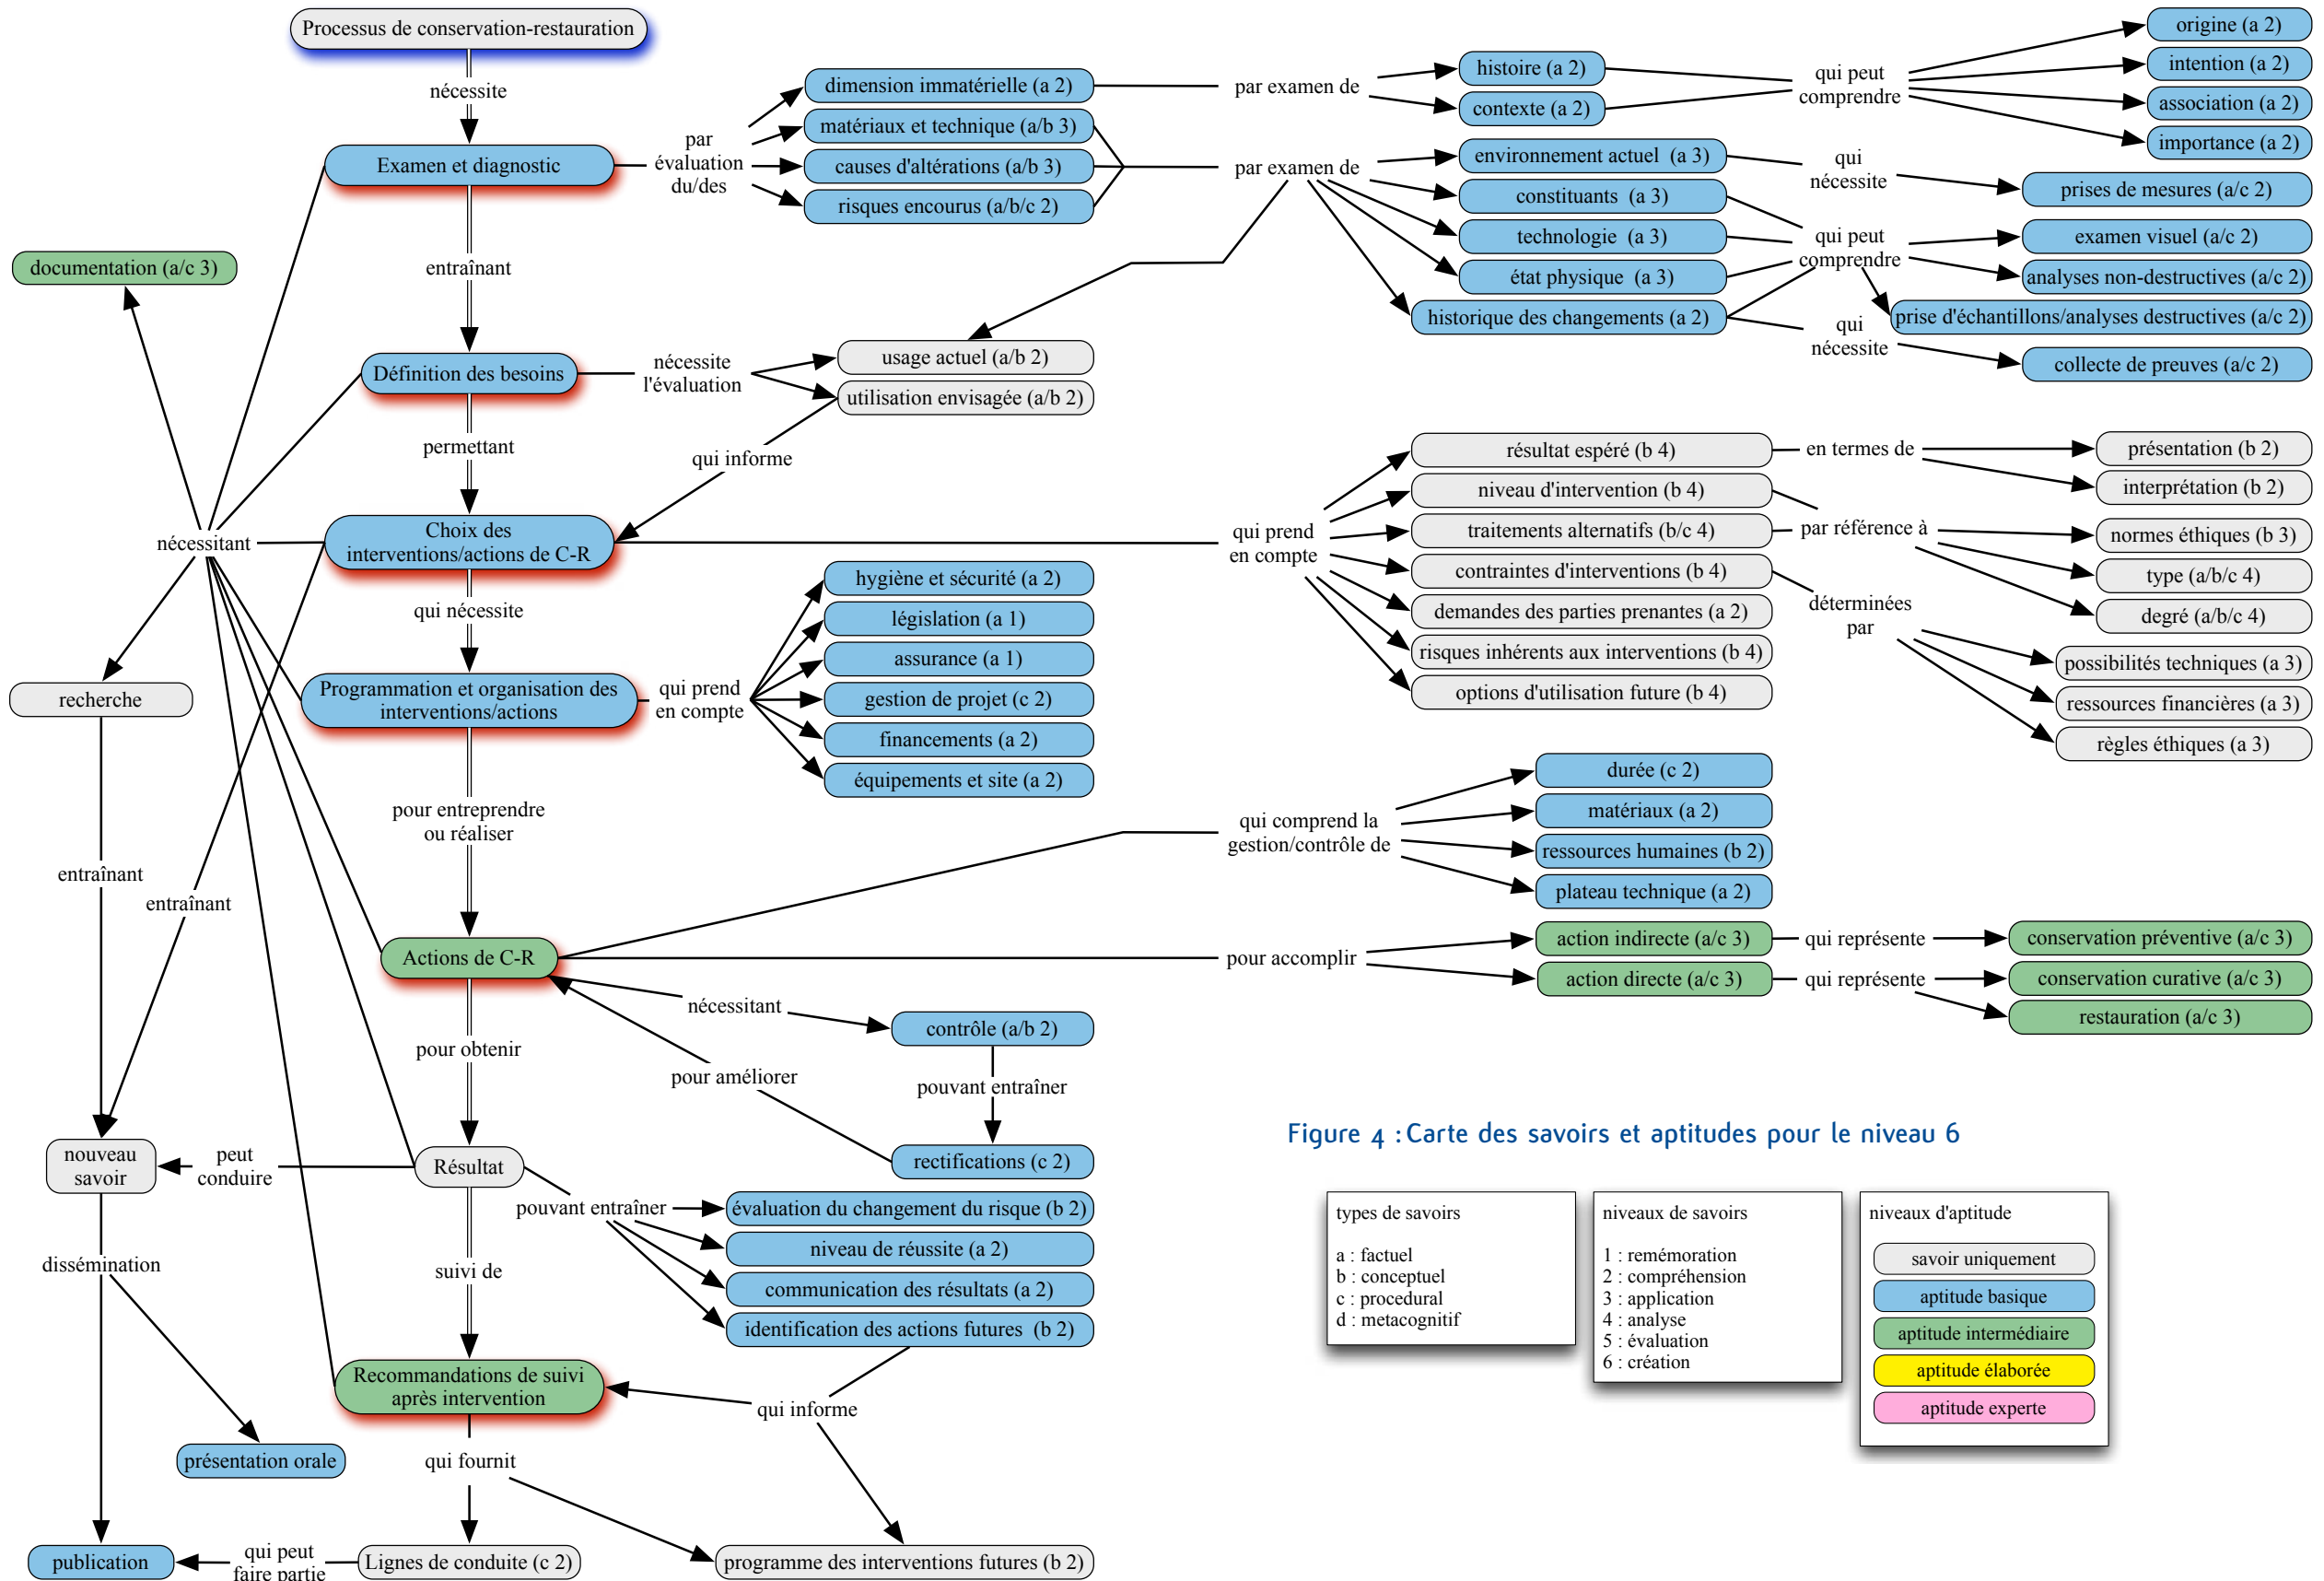 Processus de conservation-restauration
nécessite
Examen et diagnostic
par
évaluation
du/des
dimension immatérielle (a 2)
matériaux et technique (a/b 3)
causes d'altérations (a/b 3)
risques encourus (a/b/c 2)
par examen de
histoire (a 2)
contexte (a 2)
qui peut
comprendre
origine (a 2)
intention (a 2)
association (a 2)
importance (a 2)
par examen de
environnement actuel (a 3)
constituants (a 3)
technologie (a 3)
état physique (a 3)
historique des changements (a 2)
qui
nécessite
prises de mesures (a/c 2)
qui peut
comprendre
examen visuel (a/c 2)
analyses non-destructives (a/c 2)
prise d'échantillons/analyses destructives (a/c 2)
qui
nécessite
collecte de preuves (a/c 2)
documentation (a/c 3)
entraînant
Définition des besoins
nécessite
l'évaluation
usage actuel (a/b 2)
utilisation envisagée (a/b 2)
permettant
qui informe
nécessitant
Choix des
interventions/actions de C-R
qui prend
en compte
résultat espéré (b 4)
niveau d'intervention (b 4)
traitements alternatifs (b/c 4)
contraintes d'interventions (b 4)
demandes des parties prenantes (a 2)
risques inhérents aux interventions (b 4)
options d'utilisation future (b 4)
en termes de
présentation (b 2)
interprétation (b 2)
par référence à
normes éthiques (b 3)
type (a/b/c 4)
degré (a/b/c 4)
déterminées
par
possibilités techniques (a 3)
ressources financières (a 3)
règles éthiques (a 3)
qui nécessite
Programmation et organisation des
interventions/actions
qui prend
en compte
hygiène et sécurité (a 2)
législation (a 1)
assurance (a 1)
gestion de projet (c 2)
financements (a 2)
équipements et site (a 2)
recherche
entraînant
entraînant
pour entreprendre
ou réaliser
qui comprend la
gestion/contrôle de
durée (c 2)
matériaux (a 2)
ressources humaines (b 2)
plateau technique (a 2)
Actions de C-R
pour accomplir
action indirecte (a/c 3)
action directe (a/c 3)
qui représente
qui représente
conservation préventive (a/c 3)
conservation curative (a/c 3)
restauration (a/c 3)
nécessitant
contrôle (a/b 2)
pour obtenir
pour améliorer
pouvant entraîner
rectifications (c 2)
nouveau
savoir
peut
conduire
Résultat
pouvant entraîner
évaluation du changement du risque (b 2)
niveau de réussite (a 2)
communication des résultats (a 2)
identification des actions futures (b 2)
dissémination
suivi de
Recommandations de suivi
après intervention
qui informe
présentation orale
qui fournit
publication
qui peut
faire partie
Lignes de conduite (c 2)
programme des interventions futures (b 2)
Figure 4 : Carte des savoirs et aptitudes pour le niveau 6
types de savoirs
a : factuel
b : conceptuel
c : procedural
d : metacognitif
niveaux de savoirs
1 : remémoration
2 : compréhension
3 : application
4 : analyse
5 : évaluation
6 : création
niveaux d'aptitude
savoir uniquement
aptitude basique
aptitude intermédiaire
aptitude élaborée
aptitude experte